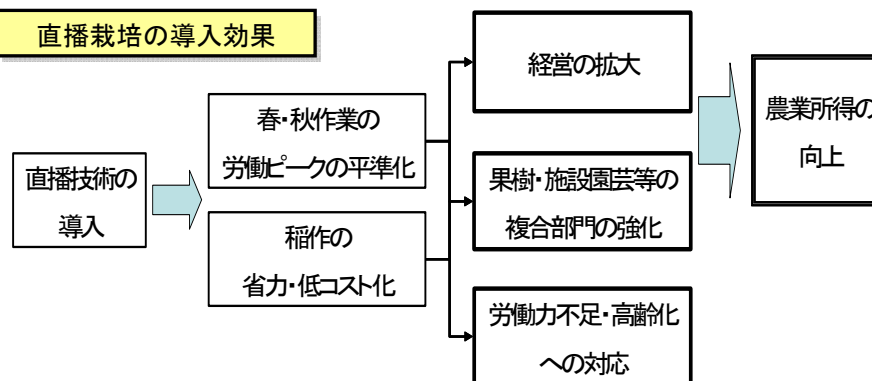 直播栽培の導入効果
直播技術の
導入
春・秋作業の
労働ピークの平準化
稲作の
省力・低コスト化
経営の拡大
果樹・施設園芸等の
複合部門の強化
労働力不足・高齢化
への対応
農業所得の
向上